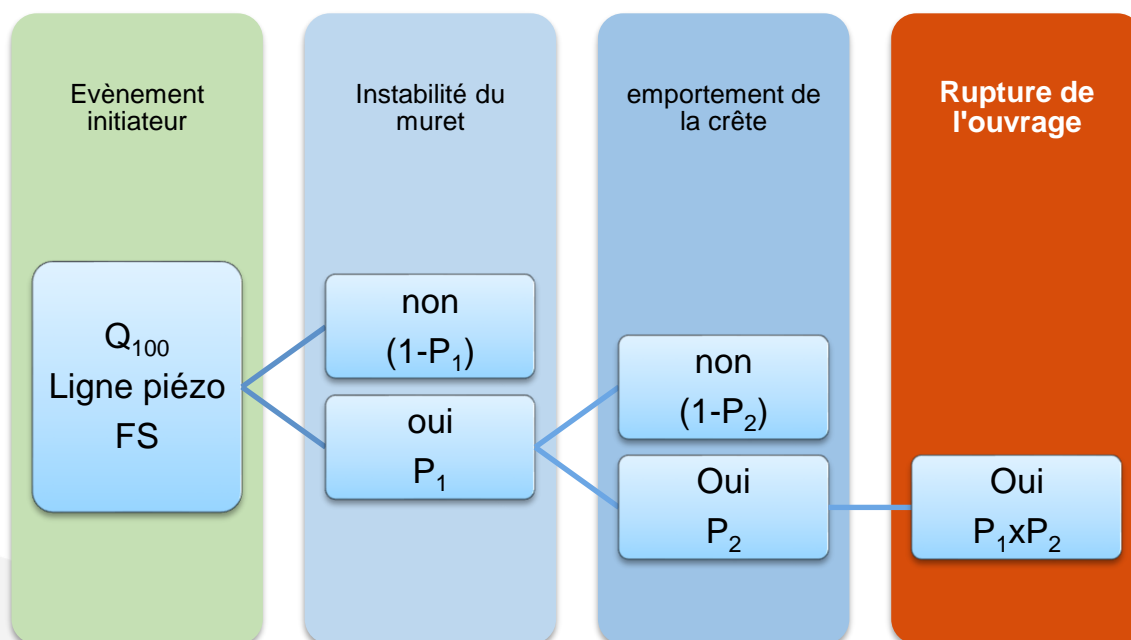 Evènement
initiateur
Q₁₀₀
Ligne piézo
FS
Instabilité du
muret
non
(1-P₁)
oui
P₁
emportement de
la crête
non
(1-P₂)
Oui
P₂
Rupture de
l'ouvrage
Oui
P₁xP₂